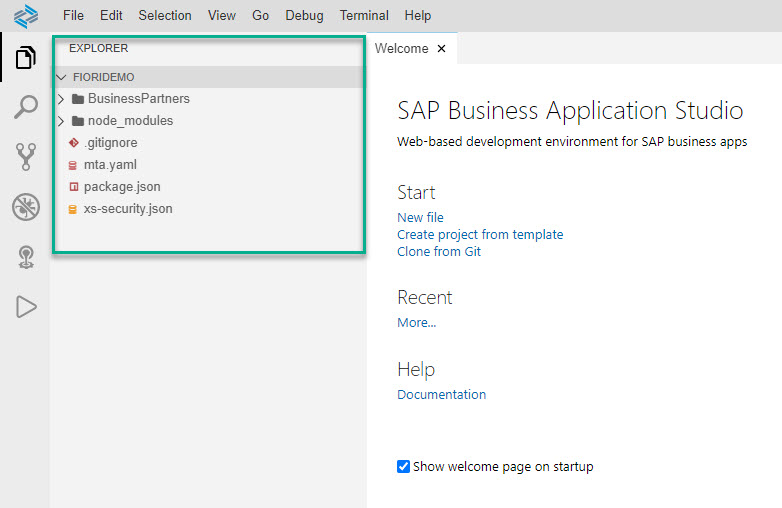 File Edit Selection View Go Debug Terminal Help
EXPLORER
FIORIDEMO
BusinessPartners
node_modules
.gitignore
mta.yaml
package.json
xs-security.json
Welcome
SAP Business Application Studio
Web-based development environment for SAP business apps
Start
New file
Create project from template
Clone from Git
Recent
More...
Help
Documentation
Show welcome page on startup